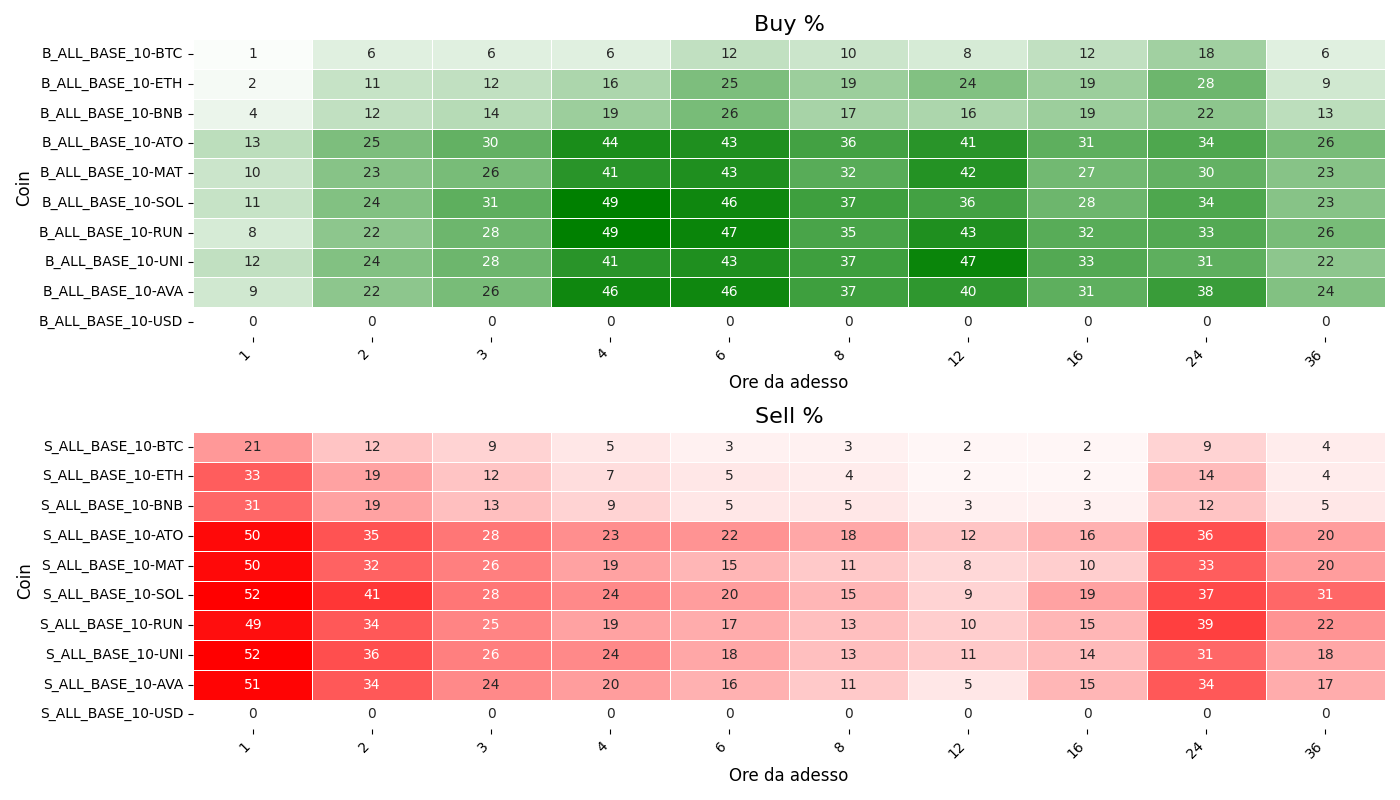 Buy %
Coin
B_ALL_BASE_10-BTC 1 6 6 6 12 10 8 12 18 6
B_ALL_BASE_10-ETH 2 11 12 16 25 19 24 19 28 9
B_ALL_BASE_10-BNB 4 12 14 19 26 17 16 19 22 13
B_ALL_BASE_10-ATO 13 25 30 44 43 36 41 31 34 26
B_ALL_BASE_10-MAT 10 23 26 41 43 32 42 27 30 23
B_ALL_BASE_10-SOL 11 24 31 49 46 37 36 28 34 23
B_ALL_BASE_10-RUN 8 22 28 49 47 35 43 32 33 26
B_ALL_BASE_10-UNI 12 24 28 41 43 37 47 33 31 22
B_ALL_BASE_10-AVA 9 22 26 46 46 37 40 31 38 24
B_ALL_BASE_10-USD 0 0 0 0 0 0 0 0 0 0
1 2 3 4 6 8 12 16 24 36
Ore da adesso
Sell %
Coin
S_ALL_BASE_10-BTC 21 12 9 5 3 3 2 2 9 4
S_ALL_BASE_10-ETH 33 19 12 7 5 4 2 2 14 4
S_ALL_BASE_10-BNB 31 19 13 9 5 5 3 3 12 5
S_ALL_BASE_10-ATO 50 35 28 23 22 18 12 16 36 20
S_ALL_BASE_10-MAT 50 32 26 19 15 11 8 10 33 20
S_ALL_BASE_10-SOL 52 41 28 24 20 15 9 19 37 31
S_ALL_BASE_10-RUN 49 34 25 19 17 13 10 15 39 22
S_ALL_BASE_10-UNI 52 36 26 24 18 13 11 14 31 18
S_ALL_BASE_10-AVA 51 34 24 20 16 11 5 15 34 17
S_ALL_BASE_10-USD 0 0 0 0 0 0 0 0 0 0
1 2 3 4 6 8 12 16 24 36
Ore da adesso